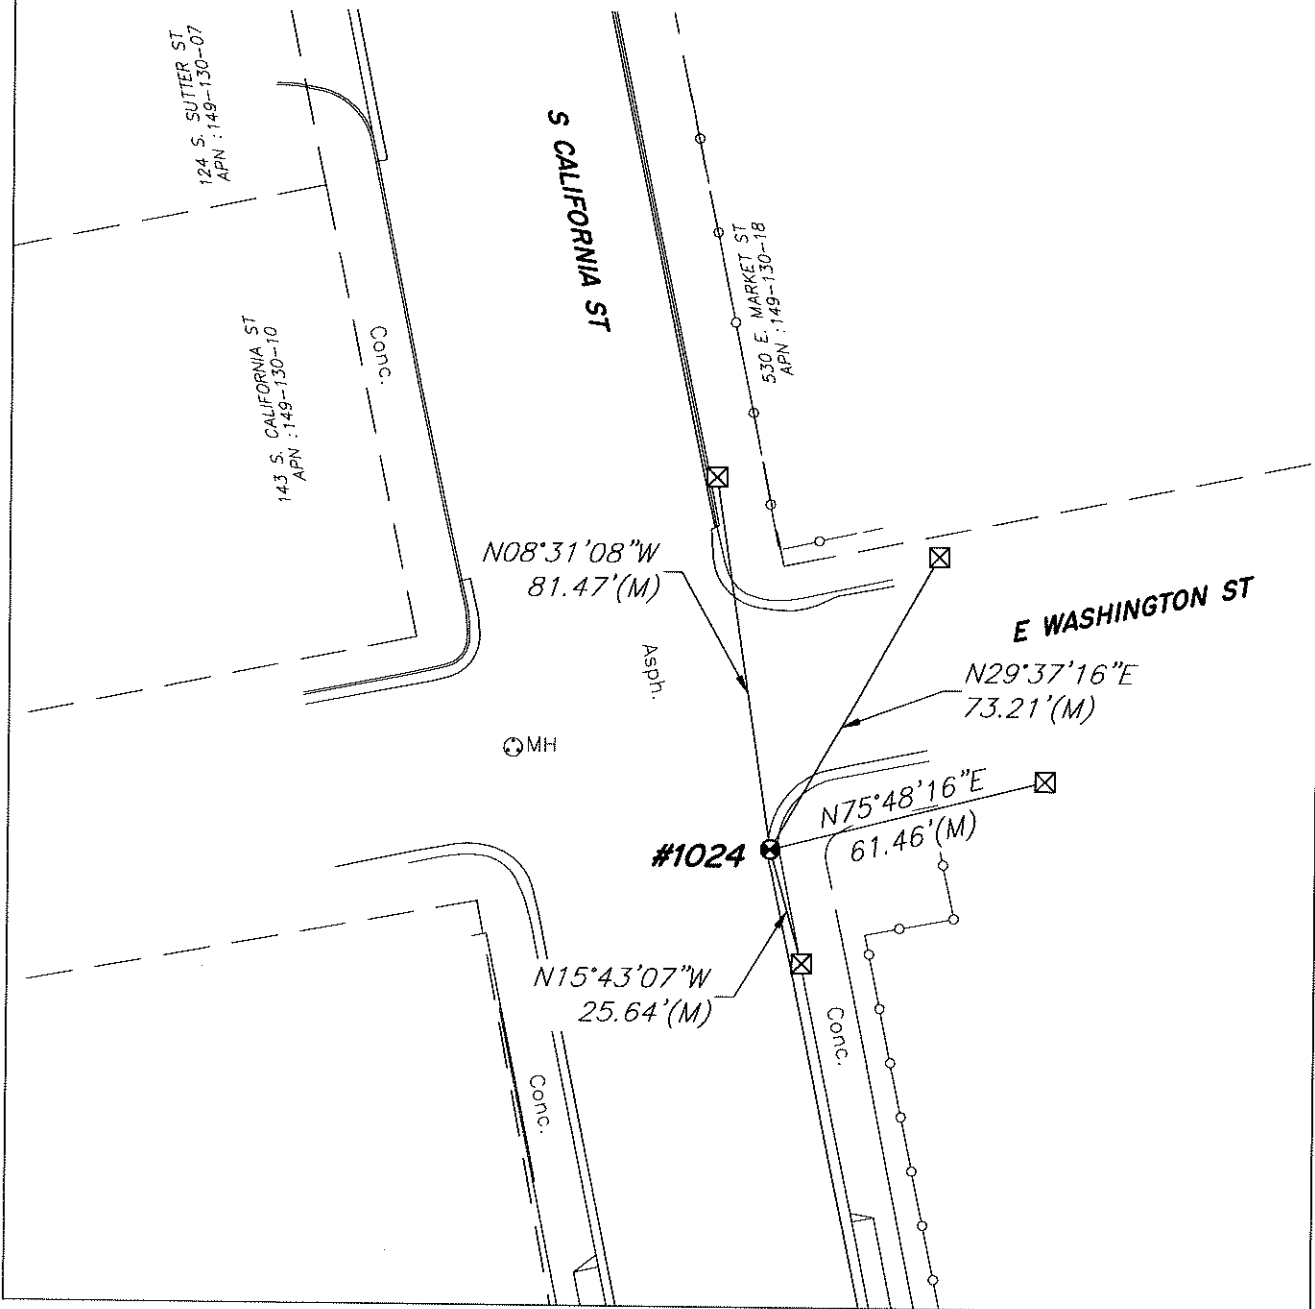 124 S. SUTTER ST
APN : 149-130-07
S CALIFORNIA ST
530 E. MARKET ST
APN : 149-130-18
143 S. CALIFORNIA ST
APN : 149-130-10
Conc.
N08°31'08"W
81.47'(M)
E WASHINGTON ST
Asph.
N29°37'16"E
73.21'(M)
MH
N75°48'16"E
61.46'(M)
#1024
N15°43'07"W
25.64'(M)
Conc.
Conc.